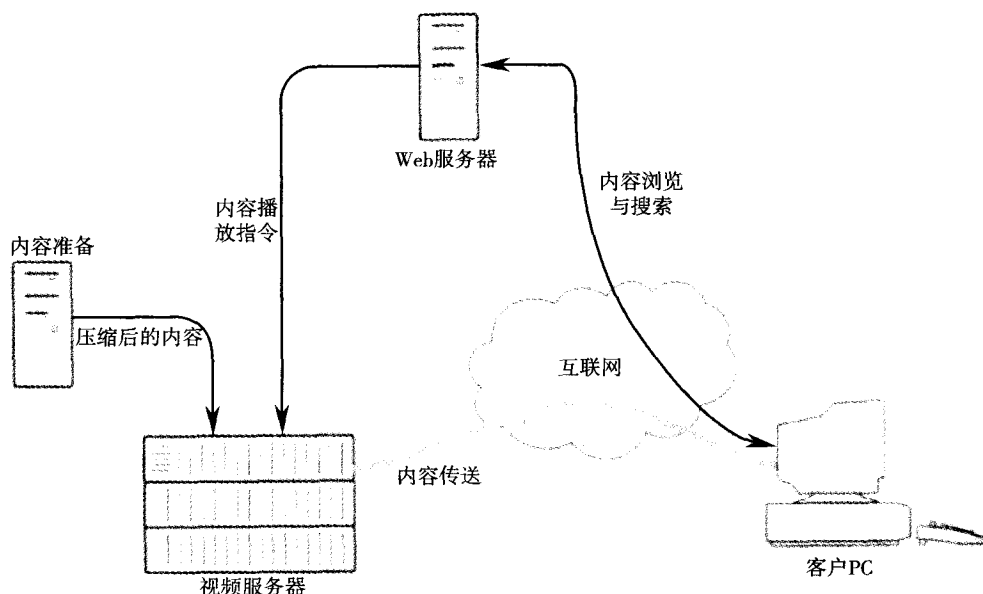 Web服务器
内容浏览
与搜索
内容播
放指令
内容准备
压缩后的内容
互联网
内容传送
视频服务器
客户PC